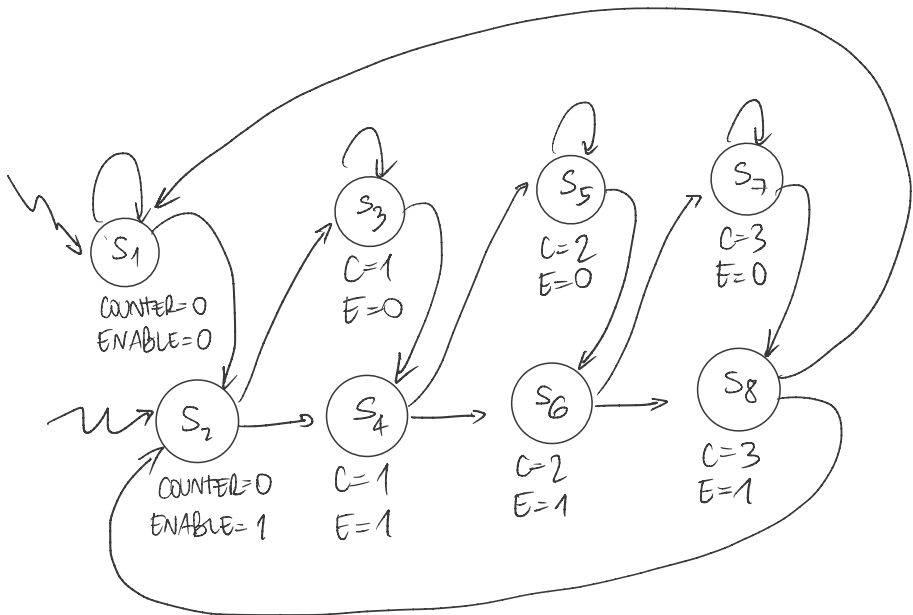 S1
COUNTER=0
ENABLE=0
S2
COUNTER=0
ENABLE=1
S3
C=1
E=0
S4
C=1
E=1
S5
C=2
E=0
S6
C=2
E=1
S7
C=3
E=0
S8
C=3
E=1